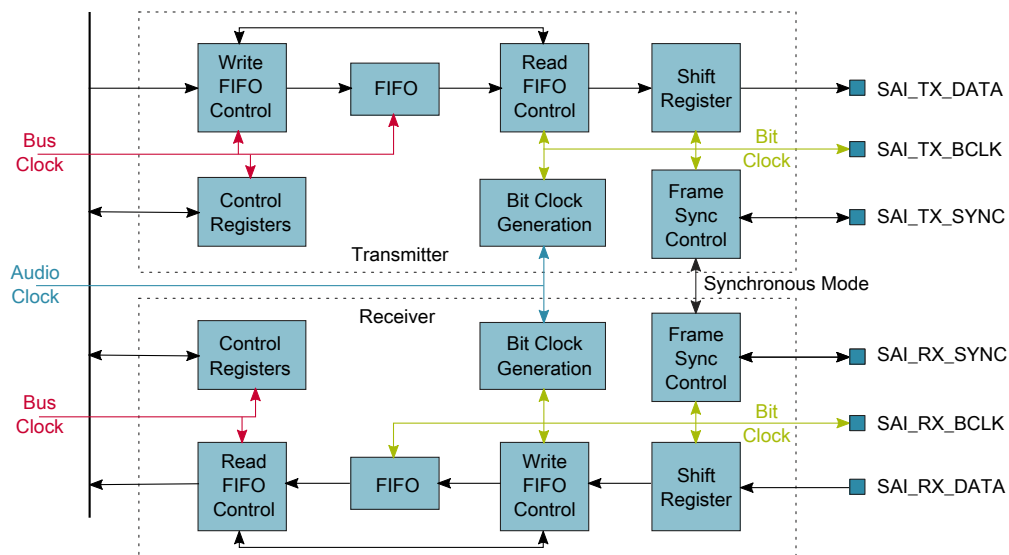 Write
FIFO
Control
FIFO
Read
FIFO
Control
Shift
Register
SAI_TX_DATA
Bus
Clock
Bit
Clock
SAI_TX_BCLK
Control
Registers
Bit Clock
Generation
Frame
Sync
Control
SAI_TX_SYNC
Transmitter
Audio
Clock
Synchronous Mode
Receiver
Control
Registers
Bit Clock
Generation
Frame
Sync
Control
SAI_RX_SYNC
Bus
Clock
Bit
Clock
SAI_RX_BCLK
Read
FIFO
Control
FIFO
Write
FIFO
Control
Shift
Register
SAI_RX_DATA